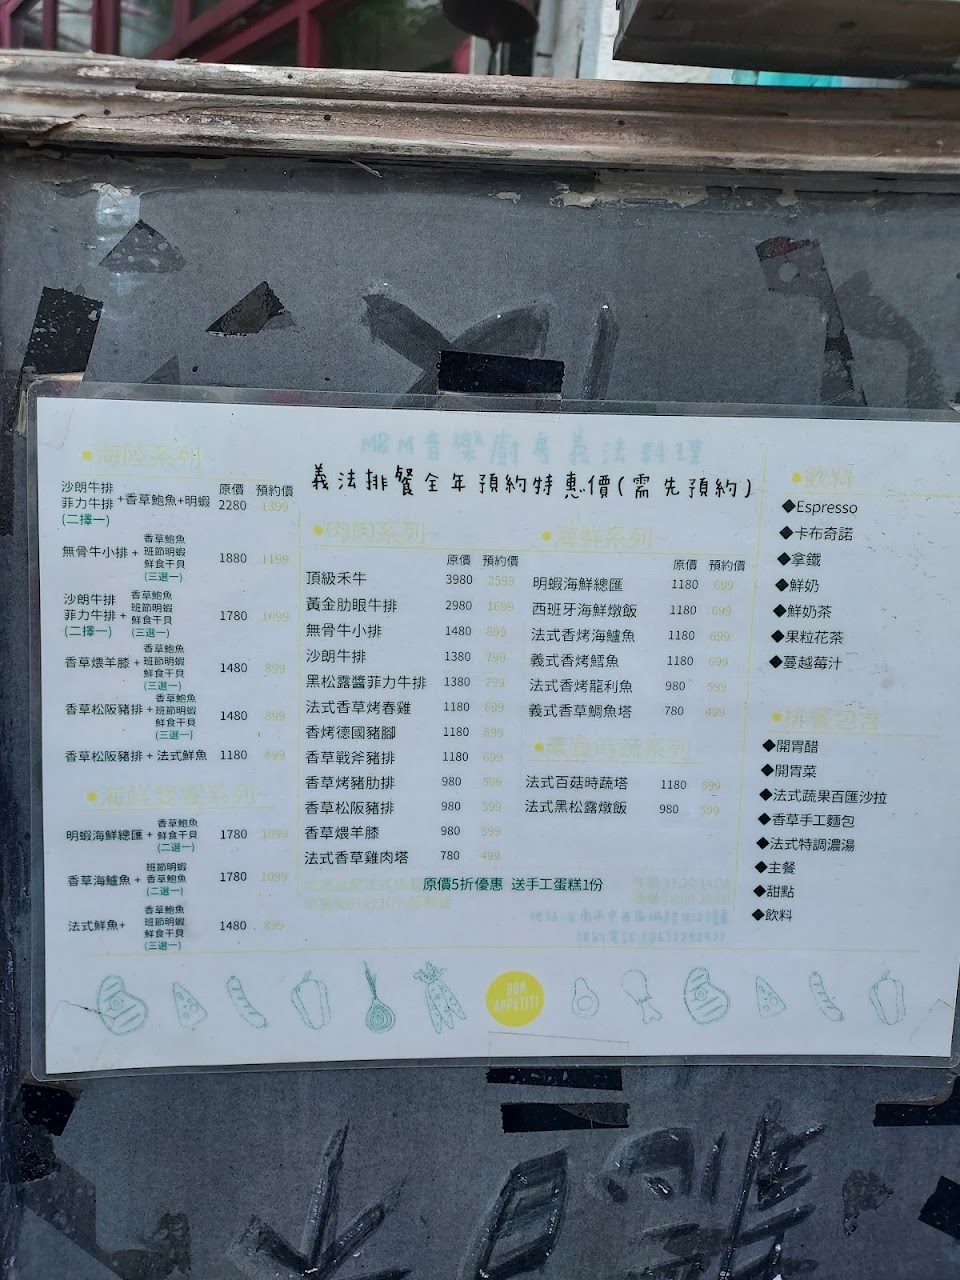 M&M音樂廚房義法料理
義法排餐全年預約特惠價(需先預約)
海陸系列
原價 預約價
沙朗牛排
菲力牛排 +香草鮑魚+明蝦 2280 1399
(二擇一)
香草鮑魚
無骨牛小排 + 班節明蝦 1880 1199
鮮食干貝
(三選一)
沙朗牛排 香草鮑魚
班節明蝦
菲力牛排 + 鮮食干貝 1780 1099
(二擇一) (三選一)
香草鮑魚
香草煨羊膝 + 班節明蝦 1480 899
鮮食干貝
(三選一)
香草鮑魚
香草松阪豬排 + 班節明蝦 1480 899
鮮食干貝
(三選一)
香草松阪豬排 + 法式鮮魚 1180 699
海鮮雙饗系列
香草鮑魚
明蝦海鮮總匯 + 鮮食干貝 1780 1099
(二選一)
班節明蝦
香草海鱸魚 + 香草鮑魚 1780 1099
(二選一)
香草鮑魚
法式鮮魚+ 班節明蝦 1480 899
鮮食干貝
(三選一)
肉肉系列
原價 預約價
頂級禾牛 3980 2599
黃金肋眼牛排 2980 1699
無骨牛小排 1480 899
沙朗牛排 1380 799
黑松露醬菲力牛排 1380 799
法式香草烤春雞 1180 699
香烤德國豬腳 1180 699
香草戰斧豬排 1180 699
香草烤豬肋排 980 599
香草松阪豬排 980 599
香草煨羊膝 980 599
法式香草雞肉塔 780 499
海鮮系列
原價 預約價
明蝦海鮮總匯 1180 699
西班牙海鮮燉飯 1180 699
法式香烤海鱸魚 1180 699
義式香烤鱈魚 1180 699
法式香烤龍利魚 980 599
義式香草鯛魚塔 780 499
素食時蔬系列
法式百菇時蔬塔 1180 699
法式黑松露燉飯 980 599
原價5折優惠 送手工蛋糕1份
飲料
◆Espresso
◆卡布奇諾
◆拿鐵
◆鮮奶
◆鮮奶茶
◆果粒花茶
◆蔓越莓汁
排餐包含
◆開胃醋
◆開胃菜
◆法式蔬果百匯沙拉
◆香草手工麵包
◆法式特調濃湯
◆主餐
◆甜點
◆飲料
BON
APPETIT!